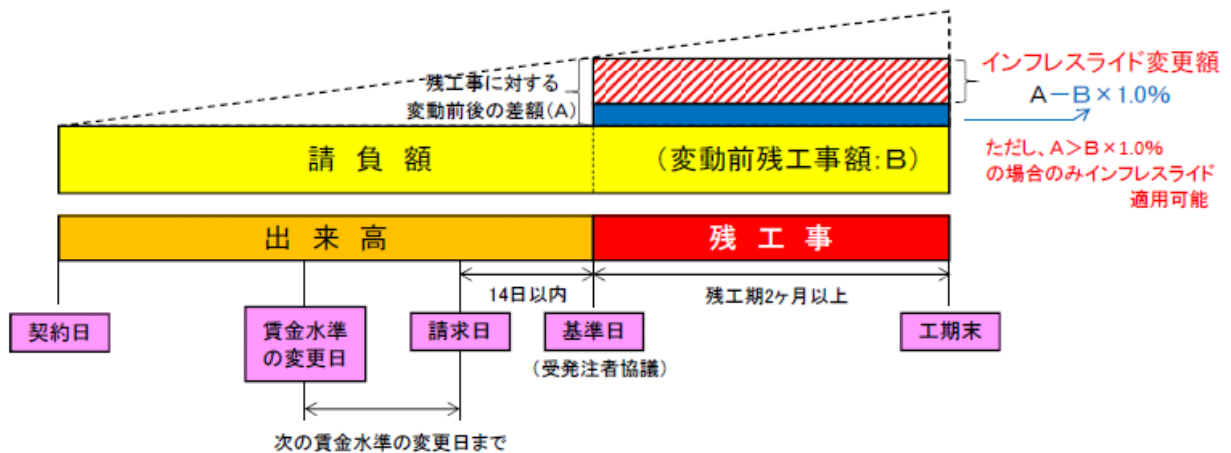 残工事に対する
変動前後の差額(A)
インフレスライド変更額
A－B×1.0%
ただし、A＞B×1.0%
の場合のみインフレスライド
適用可能
請 負 額
(変動前残工事額:B)
出 来 高
残 工 事
14日以内
残工期2ヶ月以上
契約日
賃金水準
の変更日
請求日
基準日
工期末
(受発注者協議)
次の賃金水準の変更日まで